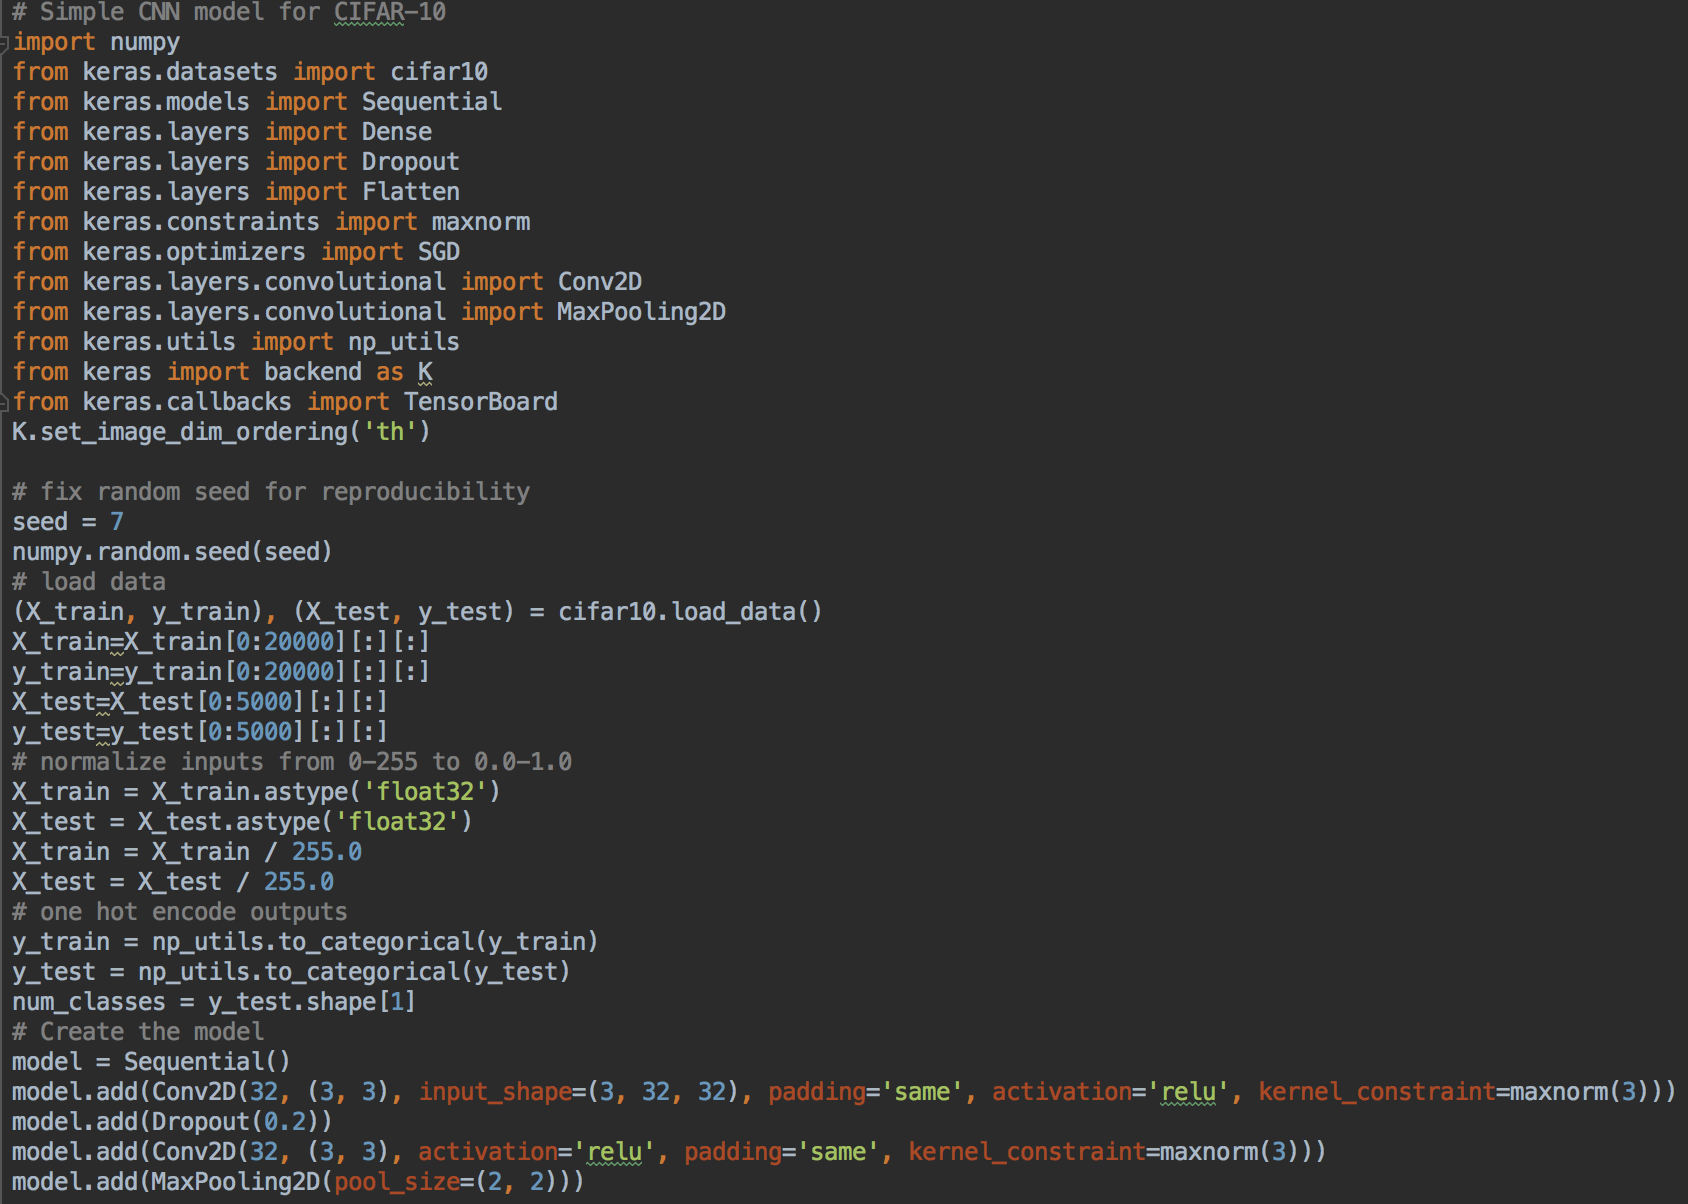 # Simple CNN model for CIFAR-10
import numpy
from keras.datasets import cifar10
from keras.models import Sequential
from keras.layers import Dense
from keras.layers import Dropout
from keras.layers import Flatten
from keras.constraints import maxnorm
from keras.optimizers import SGD
from keras.layers.convolutional import Conv2D
from keras.layers.convolutional import MaxPooling2D
from keras.utils import np_utils
from keras import backend as K
from keras.callbacks import TensorBoard
K.set_image_dim_ordering('th')

# fix random seed for reproducibility
seed = 7
numpy.random.seed(seed)
# load data
(X_train, y_train), (X_test, y_test) = cifar10.load_data()
X_train=X_train[0:20000][:][:]
y_train=y_train[0:20000][:][:]
X_test=X_test[0:5000][:][:]
y_test=y_test[0:5000][:][:]
# normalize inputs from 0-255 to 0.0-1.0
X_train = X_train.astype('float32')
X_test = X_test.astype('float32')
X_train = X_train / 255.0
X_test = X_test / 255.0
# one hot encode outputs
y_train = np_utils.to_categorical(y_train)
y_test = np_utils.to_categorical(y_test)
num_classes = y_test.shape[1]
# Create the model
model = Sequential()
model.add(Conv2D(32, (3, 3), input_shape=(3, 32, 32), padding='same', activation='relu', kernel_constraint=maxnorm(3)))
model.add(Dropout(0.2))
model.add(Conv2D(32, (3, 3), activation='relu', padding='same', kernel_constraint=maxnorm(3)))
model.add(MaxPooling2D(pool_size=(2, 2)))